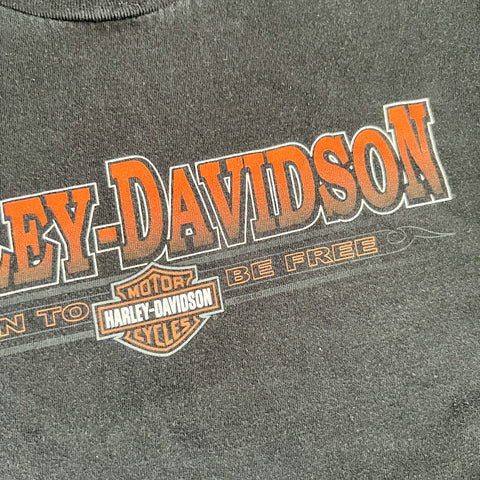 LEY-DAVIDSON
N TO BE FREE
MOTOR
HARLEY-DAVIDSON
CYCLES